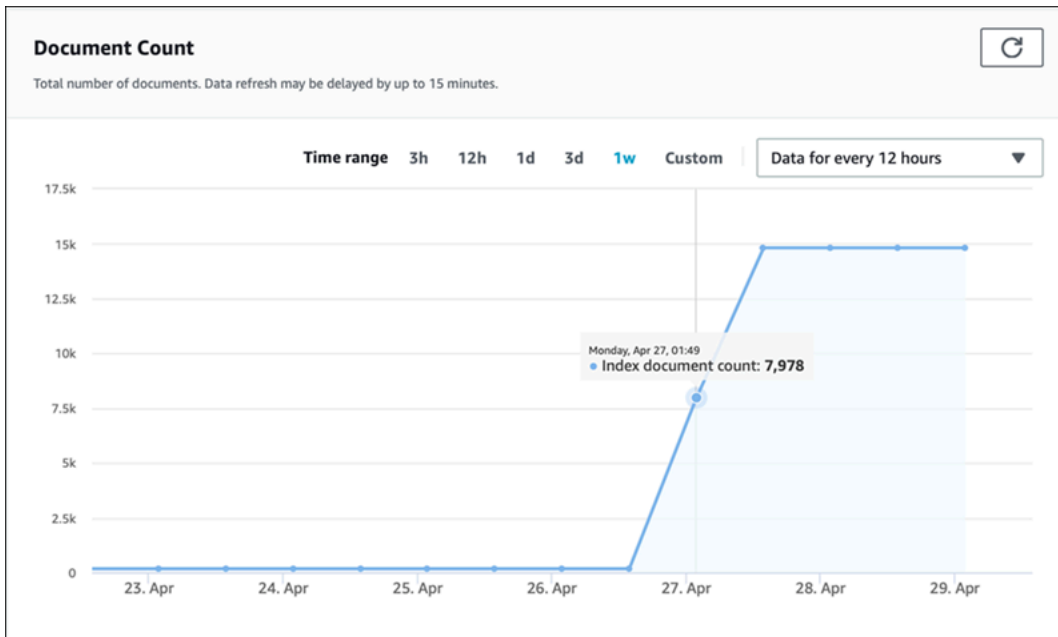 Document Count
Total number of documents. Data refresh may be delayed by up to 15 minutes.
Time range 3h 12h 1d 3d 1w Custom Data for every 12 hours
17.5k
15k
12.5k
10k
7.5k
5k
2.5k
0
Monday, Apr 27, 01:49
Index document count: 7,978
23. Apr 24. Apr 25. Apr 26. Apr 27. Apr 28. Apr 29. Apr